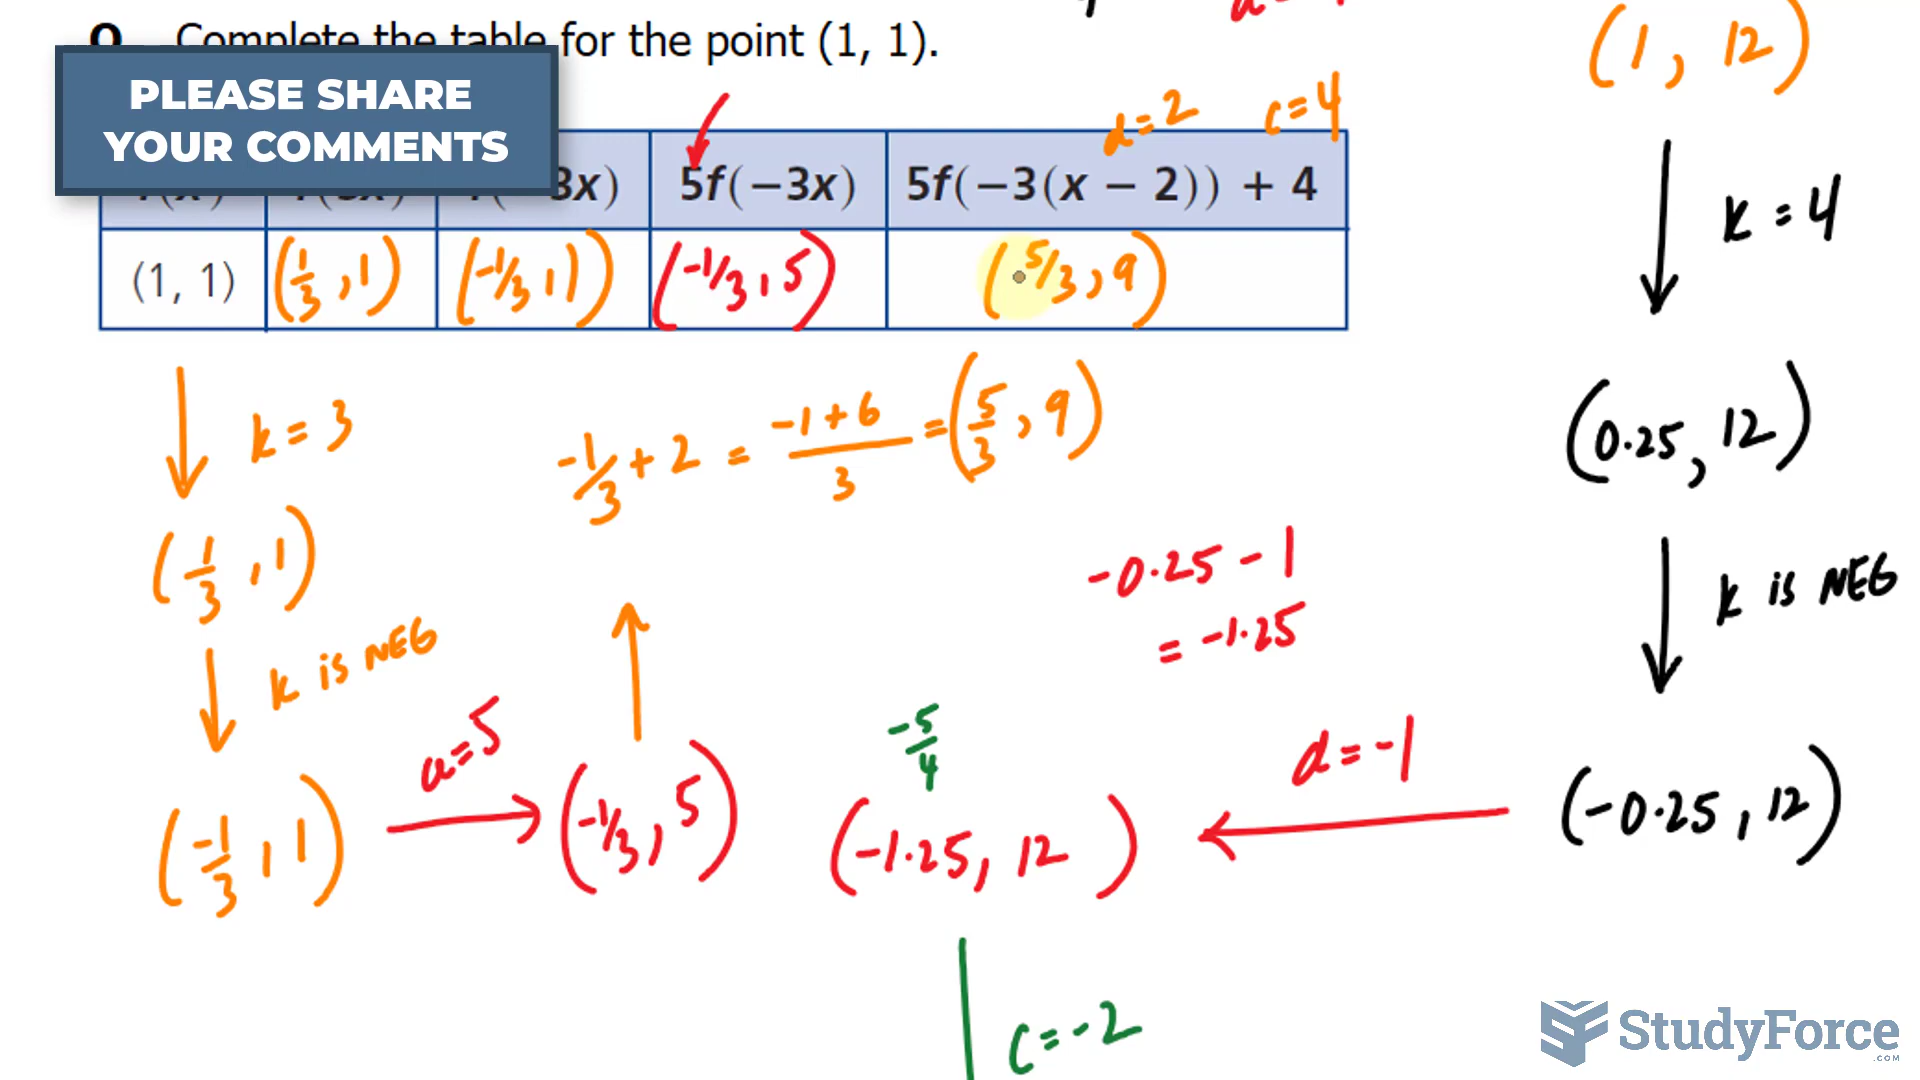 Q Complete the table for the point (1, 1).
PLEASE SHARE
YOUR COMMENTS
d=2 c=4
5f(−3x) 5f(−3(x − 2)) + 4
(1, 1) (1/3, 1) (-1/3, 1) (-1/3, 5) (5/3, 9)
k = 3
-1/3 + 2 = -1+6/3 = (5/3, 9)
(1/3, 1)
k is NEG
(-1/3, 1)
a=5
(-1/3, 5)
(1, 12)
k = 4
(0.25, 12)
k is NEG
(-0.25, 12)
d = -1
-0.25 - 1
= -1.25
-5/4
(-1.25, 12)
c = -2
StudyForce
.COM